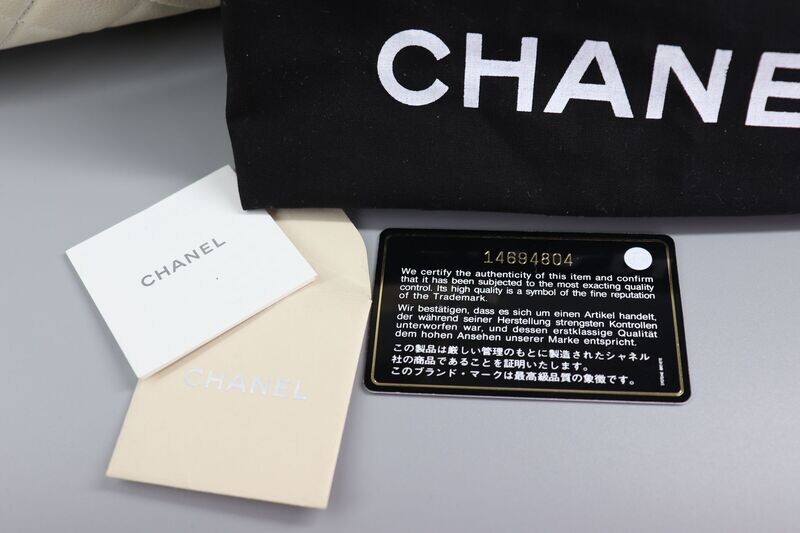 CHANE
CHANEL
CHANEL
14694804
We certify the authenticity of this item and confirm
that it has been subjected to the most exacting quality
control. Its high quality is a symbol of the fine reputation
of the Trademark.
Wir bestätigen, dass es sich um einen Artikel handelt,
der während seiner Herstellung strengsten Kontrollen
unterworfen war, und dessen erstklassige Qualität
dem hohen Ansehen unserer Marke entspricht.
この製品は厳しい管理のもとに製造されたシャネル
社の商品であることを証明いたします。
このブランド・マークは最高級品質の象徴です。